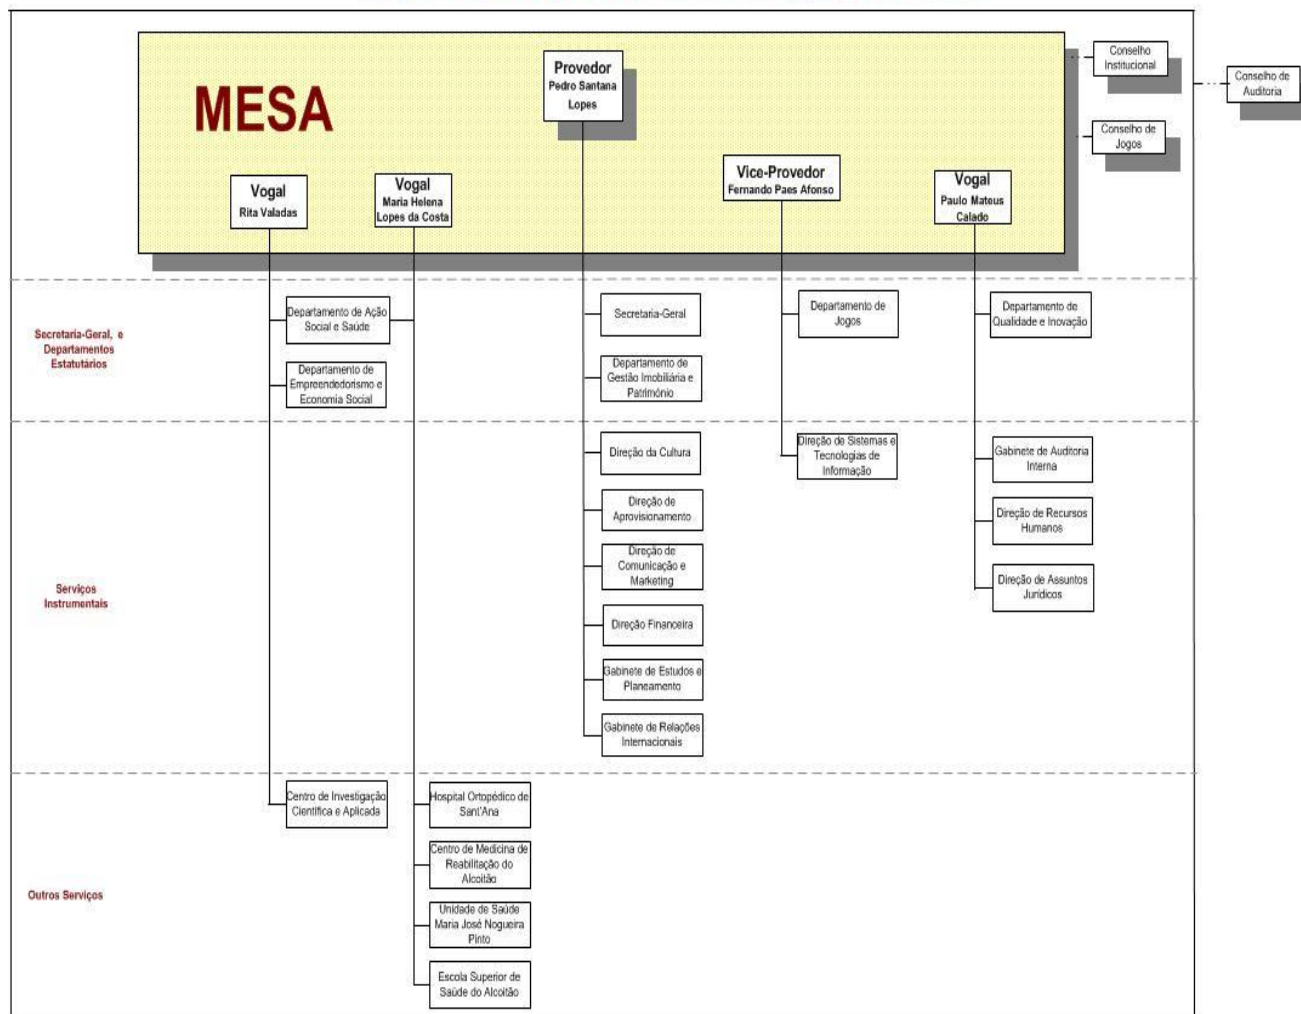 MESA
Provedor
Pedro Santana
Lopes
Conselho
Institucional
Conselho de
Auditoria
Conselho de
Jogos
Vogal
Rita Valadas
Vogal
Maria Helena
Lopes da Costa
Vice-Provedor
Fernando Paes Afonso
Vogal
Paulo Mateus
Calado
Secretaria-Geral, e
Departamentos
Estatutários
Departamento de Ação
Social e Saúde
Departamento de
Empreendedorismo e
Economia Social
Secretaria-Geral
Departamento de
Gestão Imobiliária e
Património
Departamento de
Jogos
Departamento de
Qualidade e Inovação
Serviços
Instrumentais
Direção da Cultura
Direção de
Aprovisionamento
Direção de
Comunicação e
Marketing
Direção Financeira
Gabinete de Estudos e
Planeamento
Gabinete de Relações
Internacionais
Direção de Sistemas e
Tecnologias de
Informação
Gabinete de Auditoria
Interna
Direção de Recursos
Humanos
Direção de Assuntos
Jurídicos
Outros Serviços
Centro de Investigação
Científica e Aplicada
Hospital Ortopédico de
Sant'Ana
Centro de Medicina de
Reabilitação do
Alcoitão
Unidade de Saúde
Maria José Nogueira
Pinto
Escola Superior de
Saúde do Alcoitão